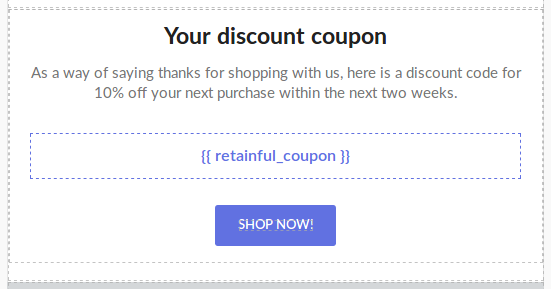 Your discount coupon
As a way of saying thanks for shopping with us, here is a discount code for
10% off your next purchase within the next two weeks.
{{ retainful_coupon }}
SHOP NOW!